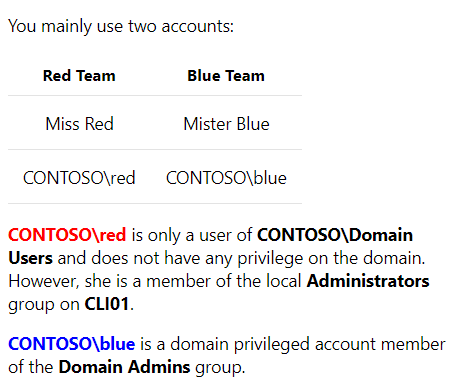 You mainly use two accounts:
Red Team Blue Team
Miss Red Mister Blue
CONTOSO\red CONTOSO\blue
CONTOSO\red is only a user of CONTOSO\Domain
Users and does not have any privilege on the domain.
However, she is a member of the local Administrators
group on CLI01.
CONTOSO\blue is a domain privileged account member
of the Domain Admins group.